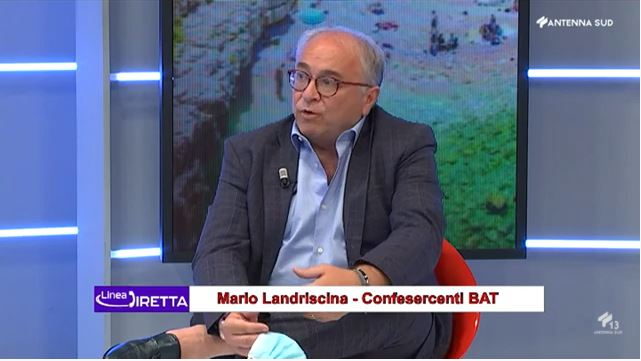 ANTENNA SUD
Linea
DIRETTA
Mario Landriscina - Confesercenti BAT
13
ANTENNA SUD